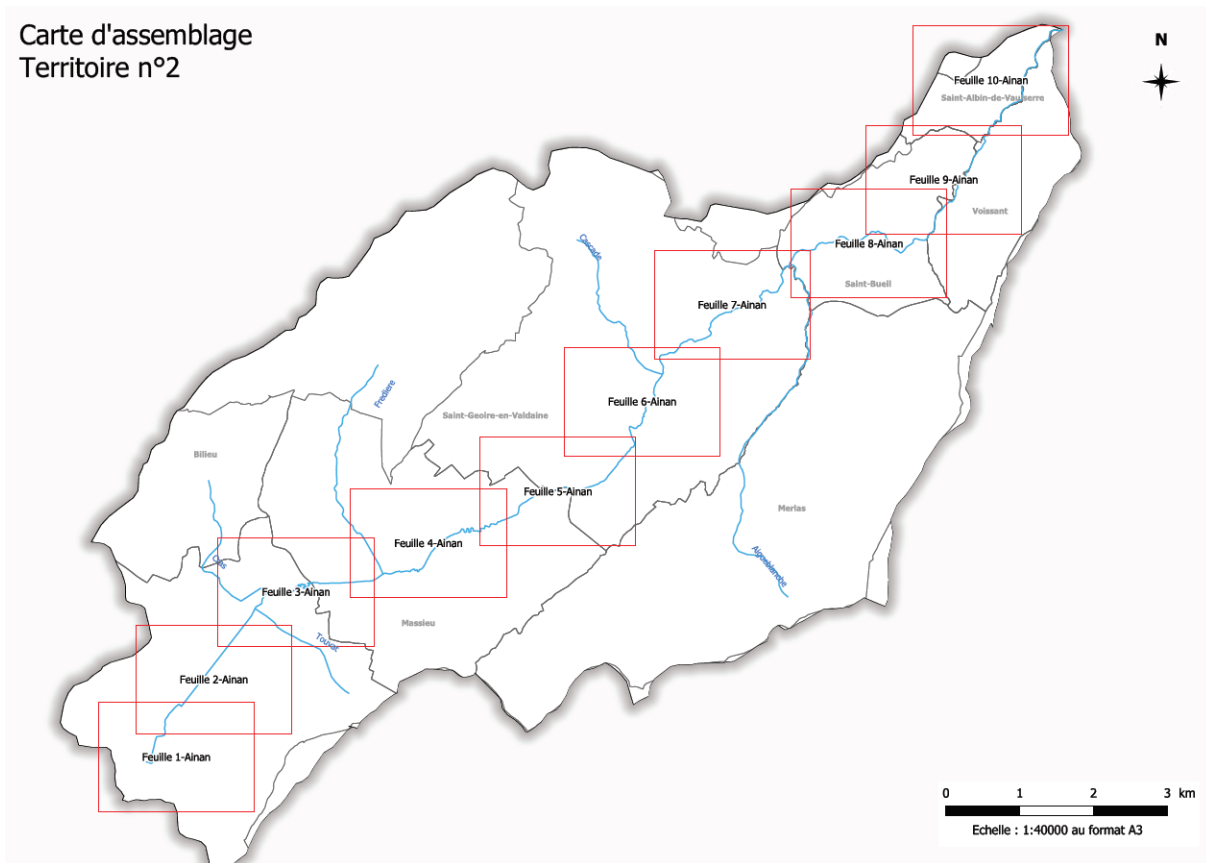 Carte d'assemblage
Territoire n°2
N
Feuille 10-Ainan
Saint-Albin-de-Vaulserre
Feuille 9-Ainan
Voissant
Feuille 8-Ainan
Saint-Bueil
Cascade
Feuille 7-Ainan
Fredière
Feuille 6-Ainan
Saint-Geoire-en-Valdaine
Bilieu
Feuille 5-Ainan
Merlas
Feuille 4-Ainan
Aigueblanche
Feuille 3-Ainan
Massieu
Touvat
Feuille 2-Ainan
Feuille 1-Ainan
0 1 2 3 km
Echelle : 1:40000 au format A3